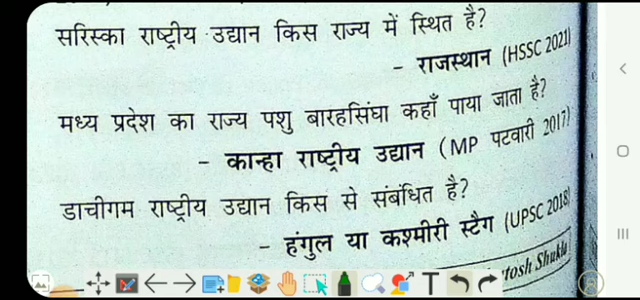 सरिस्का राष्ट्रीय उद्यान किस राज्य में स्थित है?
– राजस्थान (HSSC 2021)
मध्य प्रदेश का राज्य पशु बारहसिंघा कहाँ पाया जाता है?
– कान्हा राष्ट्रीय उद्यान (MP पटवारी 2017)
डाचीगम राष्ट्रीय उद्यान किस से संबंधित है?
– हंगुल या कश्मीरी स्टैग (UPSC 2018)
tosh Shukla